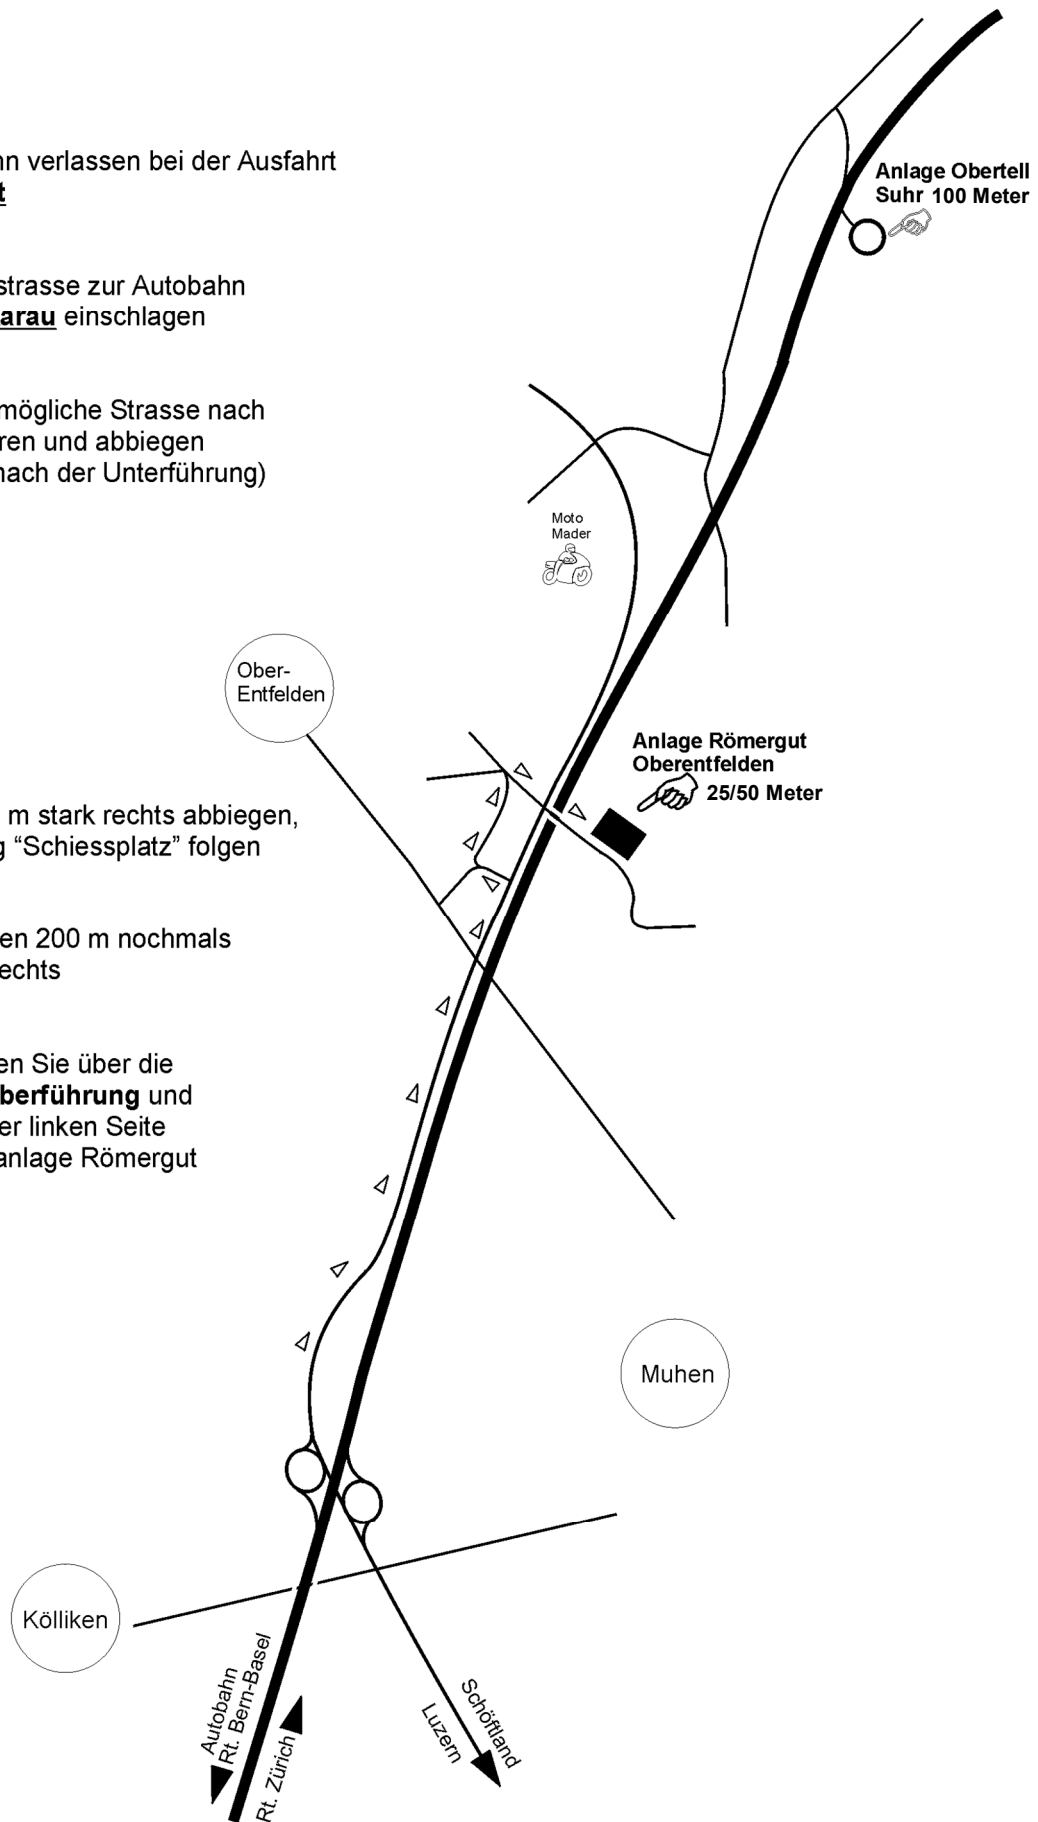 nn verlassen bei der Ausfahrt
t
strasse zur Autobahn
arau einschlagen
mögliche Strasse nach
ren und abbiegen
nach der Unterführung)
m stark rechts abbiegen,
g “Schiessplatz” folgen
en 200 m nochmals
echts
en Sie über die
berführung und
er linken Seite
anlage Römergut
Anlage Obertell
Suhr 100 Meter
Moto
Mader
Ober-
Entfelden
Anlage Römergut
Oberentfelden
25/50 Meter
Muhen
Kölliken
Autobahn
Rt. Bern-Basel
Rt. Zürich
Schöftland
Luzern